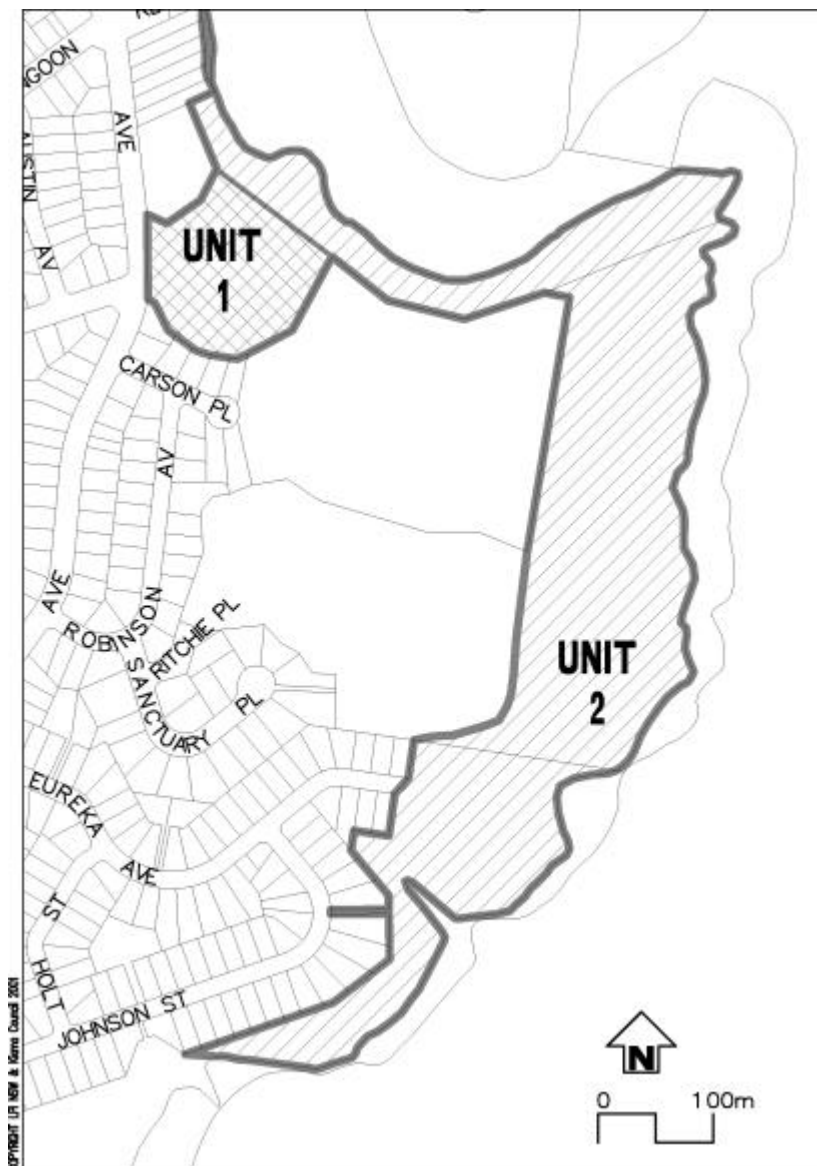 AVE
AUSTIN
AV
UNIT
1
CARSON PL
AV
AVE
ROBINSON
RITCHIE PL
SANCTUARY PL
UNIT
2
EUREKA
AVE
ST
HOLT
JOHNSON ST
N
0 100m